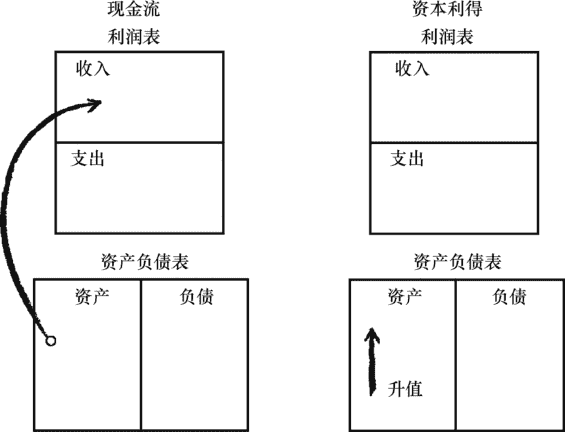 现金流
利润表
收入
支出
资产负债表
资产
负债
资本利得
利润表
收入
支出
资产负债表
资产
负债
升值